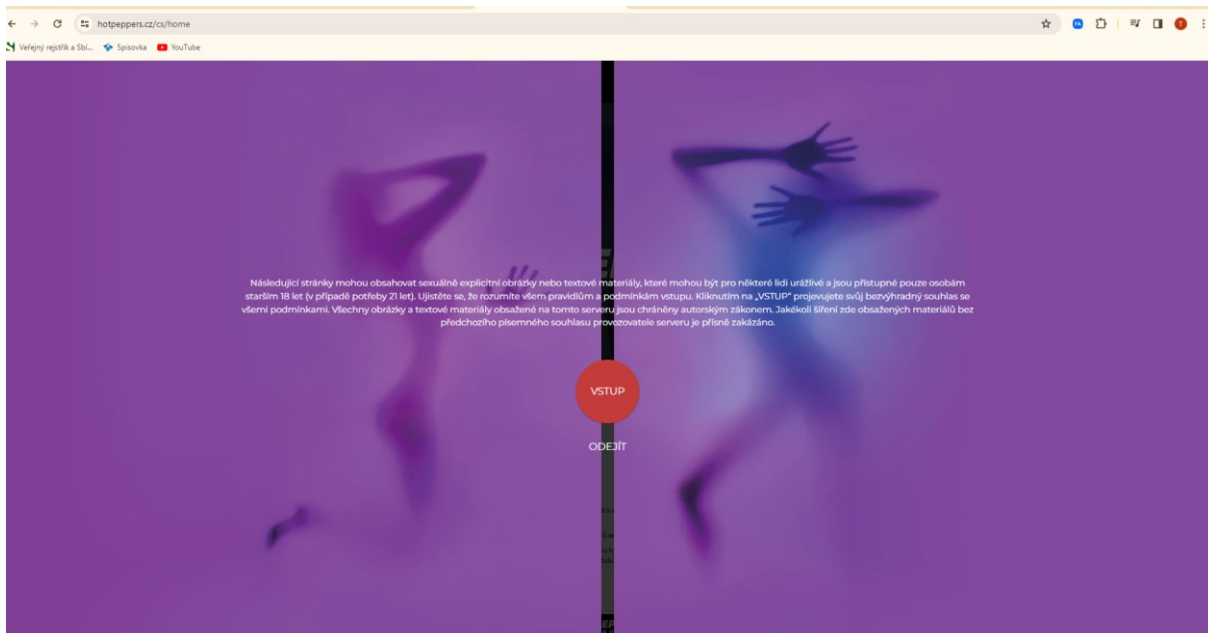 hotpeppers.cz/cs/home
Veřejný rejstřík a Sbí... Spisovka YouTube
Následující stránky mohou obsahovat sexuálně explicitní obrázky nebo textové materiály, které mohou být pro některé lidi urážlivé a jsou přístupné pouze osobám
starším 18 let (v případě potřeby 21 let). Ujistěte se, že rozumíte všem pravidlům a podmínkám vstupu. Kliknutím na „VSTUP" projevujete svůj bezvýhradný souhlas se
všemi podmínkami. Všechny obrázky a textové materiály obsažené na tomto serveru jsou chráněny autorským zákonem. Jakékoli šíření zde obsažených materiálů bez
předchozího písemného souhlasu provozovatele serveru je přísně zakázáno.
VSTUP
ODEJÍT